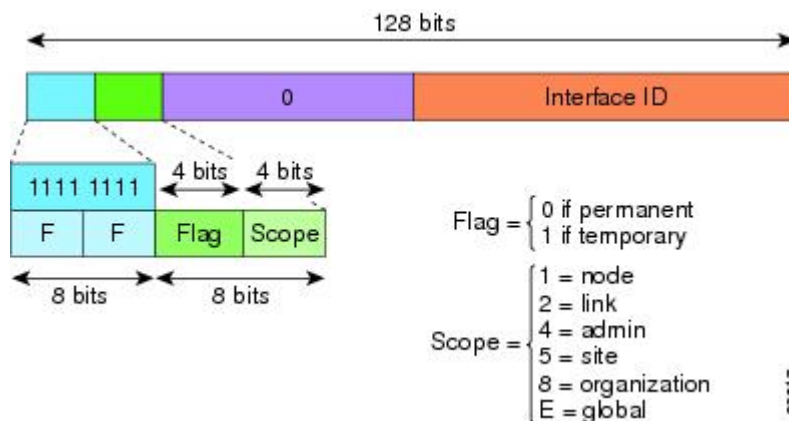 128 bits
0 Interface ID
4 bits 4 bits
1111 1111
F F Flag Scope
8 bits 8 bits
Flag = 0 if permanent
1 if temporary
Scope = 1 = node
2 = link
4 = admin
5 = site
8 = organization
E = global